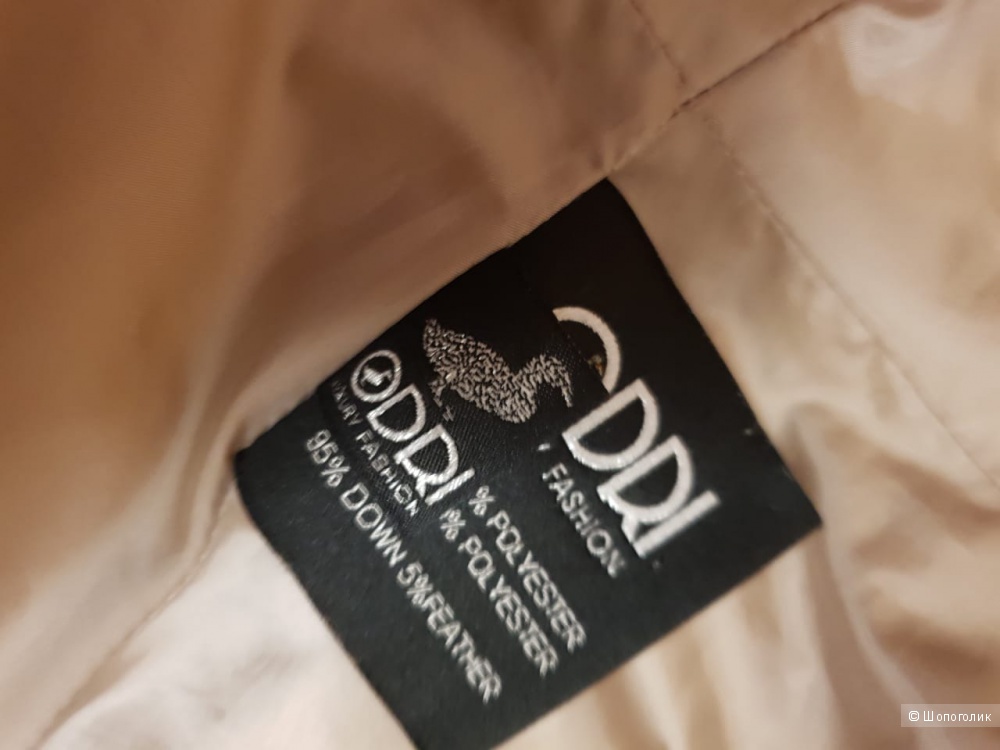 ODRI
FASHION
% POLYESTER
% POLYESTER
ODRI
LUXURY FASHION
95% DOWN 5%FEATHER
© Шопоголик